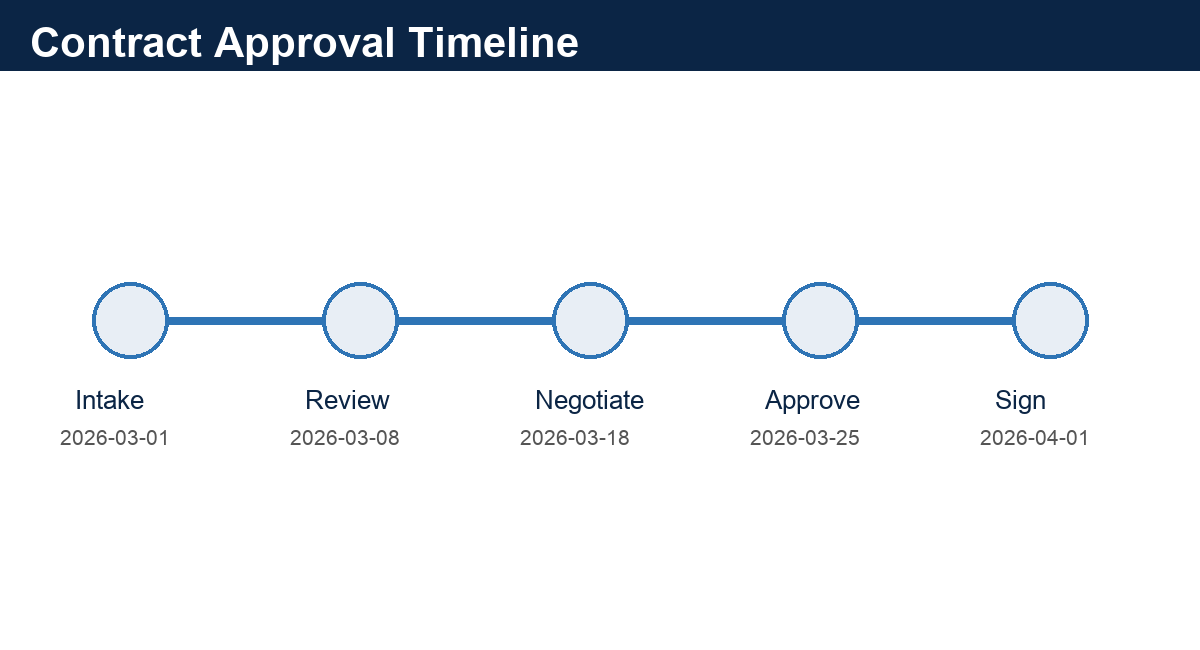 Contract Approval Timeline
Intake
2026-03-01
Review
2026-03-08
Negotiate
2026-03-18
Approve
2026-03-25
Sign
2026-04-01